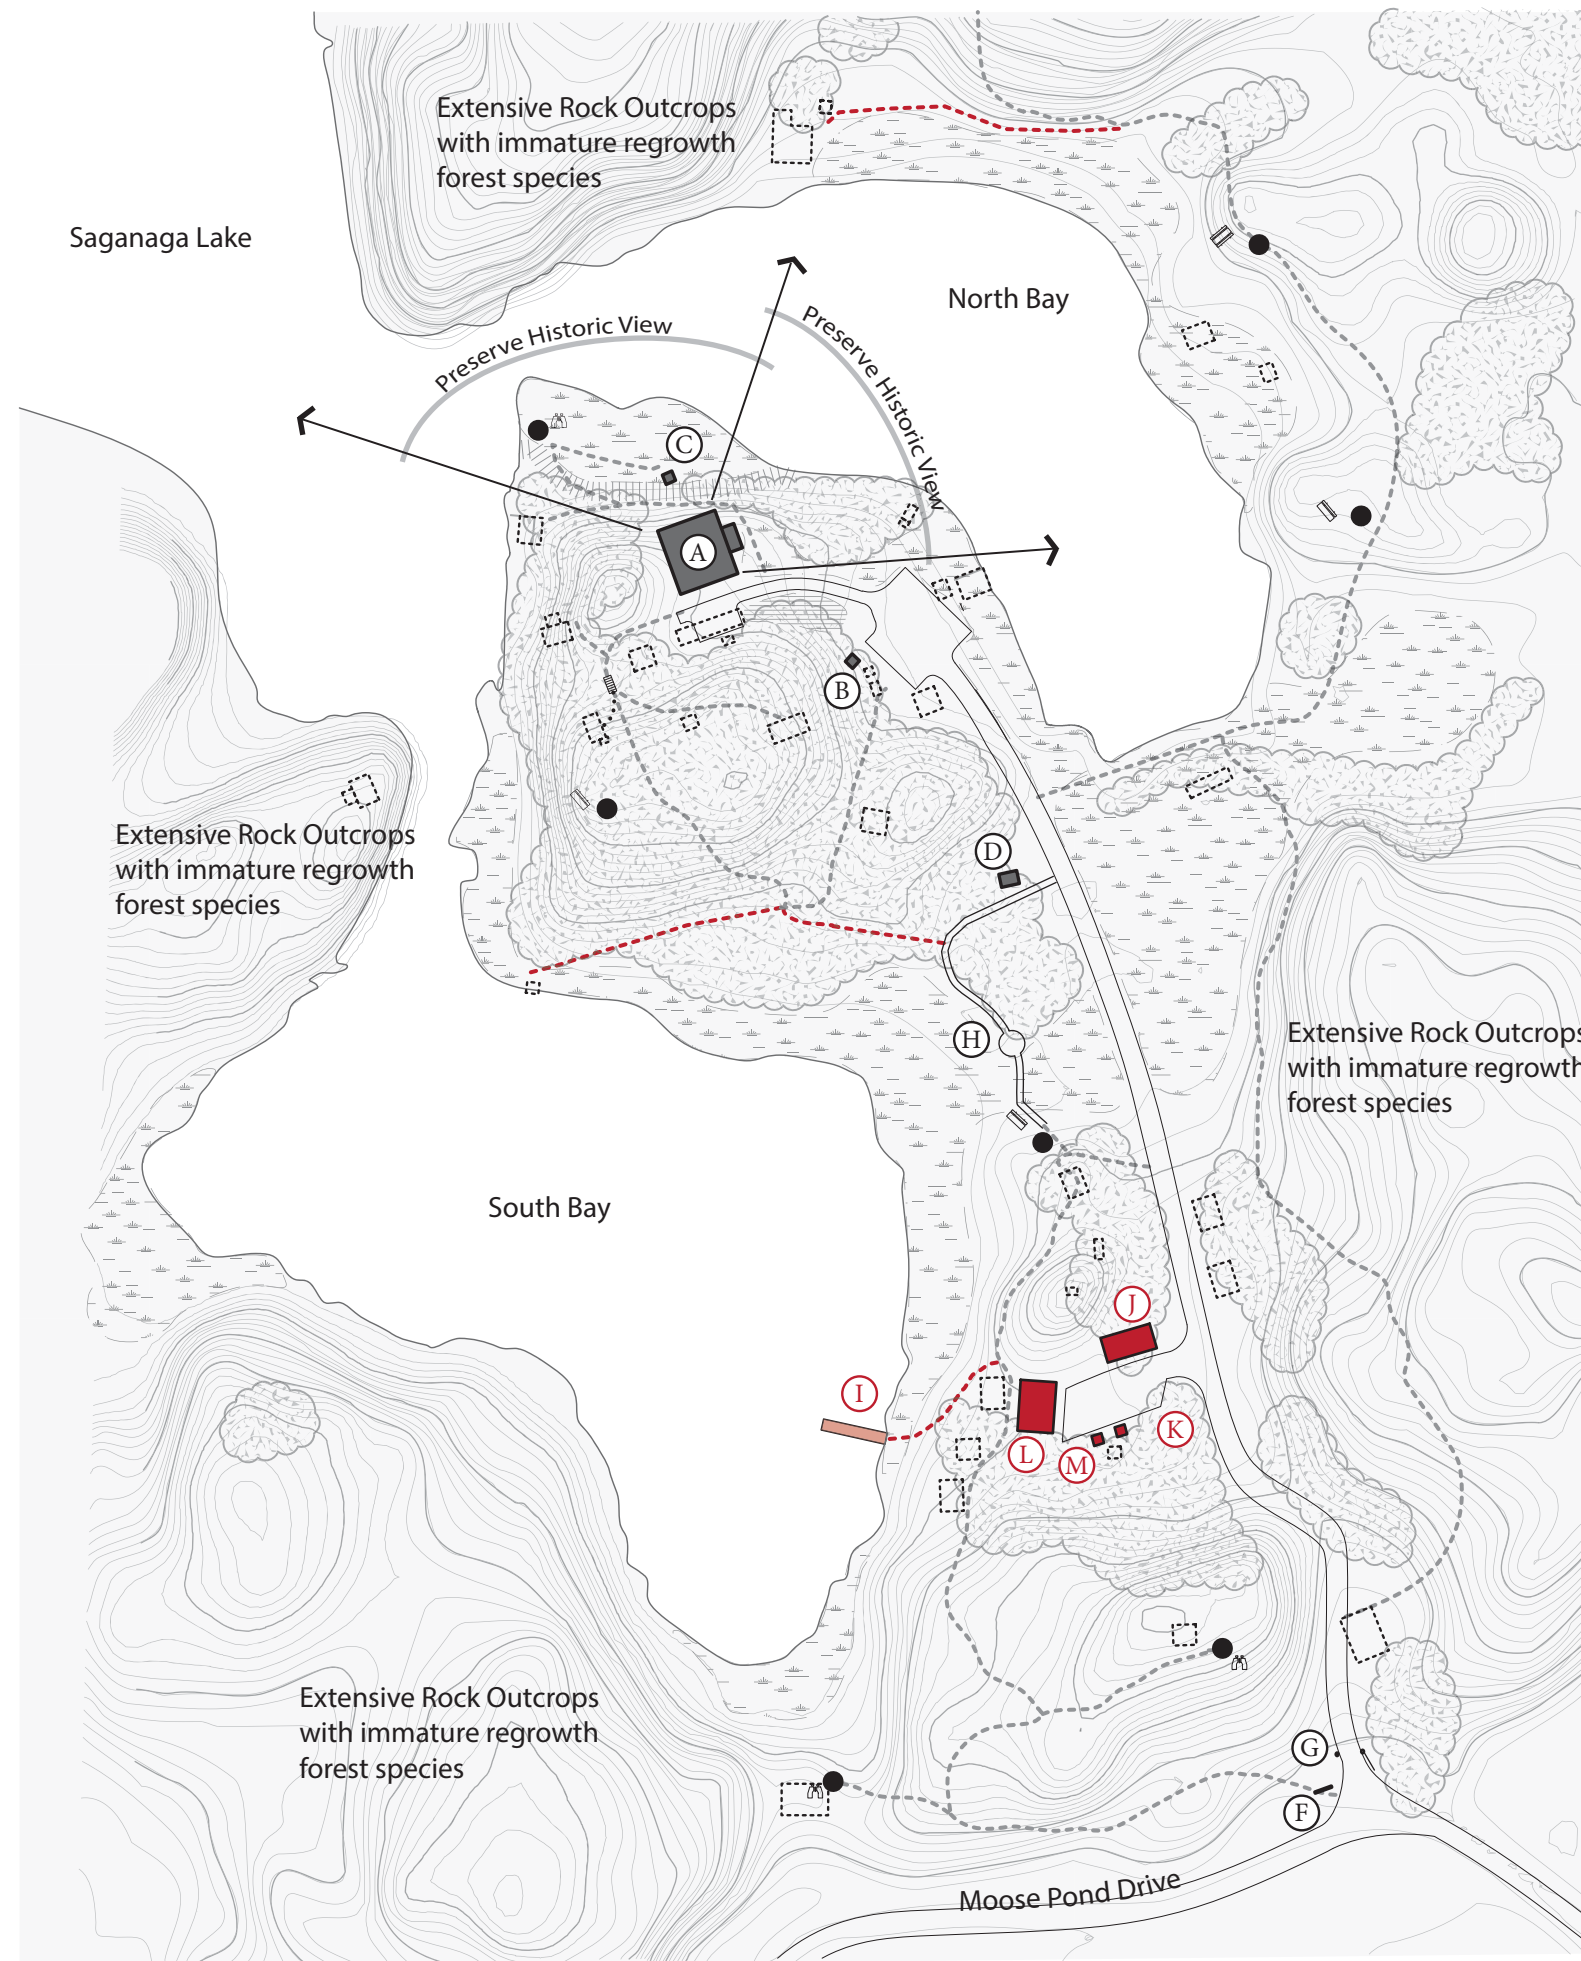 Extensive Rock Outcrops
with immature regrowth
forest species
Saganaga Lake
North Bay
Preserve Historic View
Preserve Historic View
C
A
B
D
Extensive Rock Outcrops
with immature regrowth
forest species
H
Extensive Rock Outcrops
with immature regrowth
forest species
South Bay
J
I
K
L
M
Extensive Rock Outcrops
with immature regrowth
forest species
G
F
Moose Pond Drive